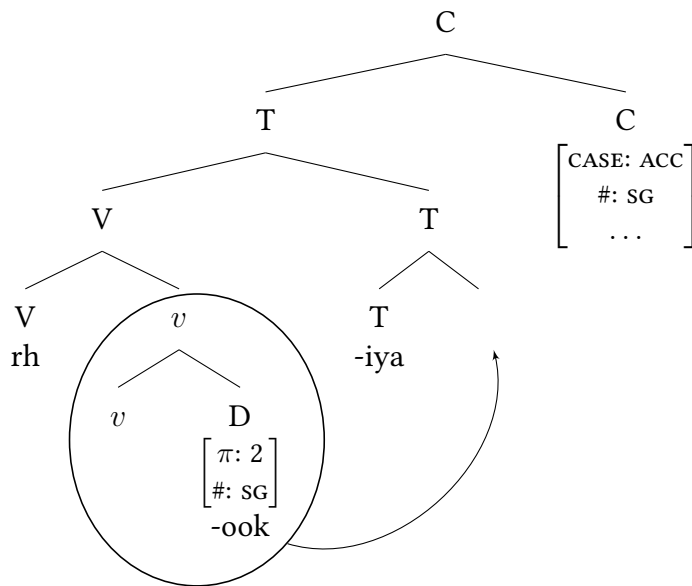 C
T C
[CASE: ACC
#: SG
. . .]
V T
V v T
rh -iya
v D
[π: 2
#: SG]
-ook